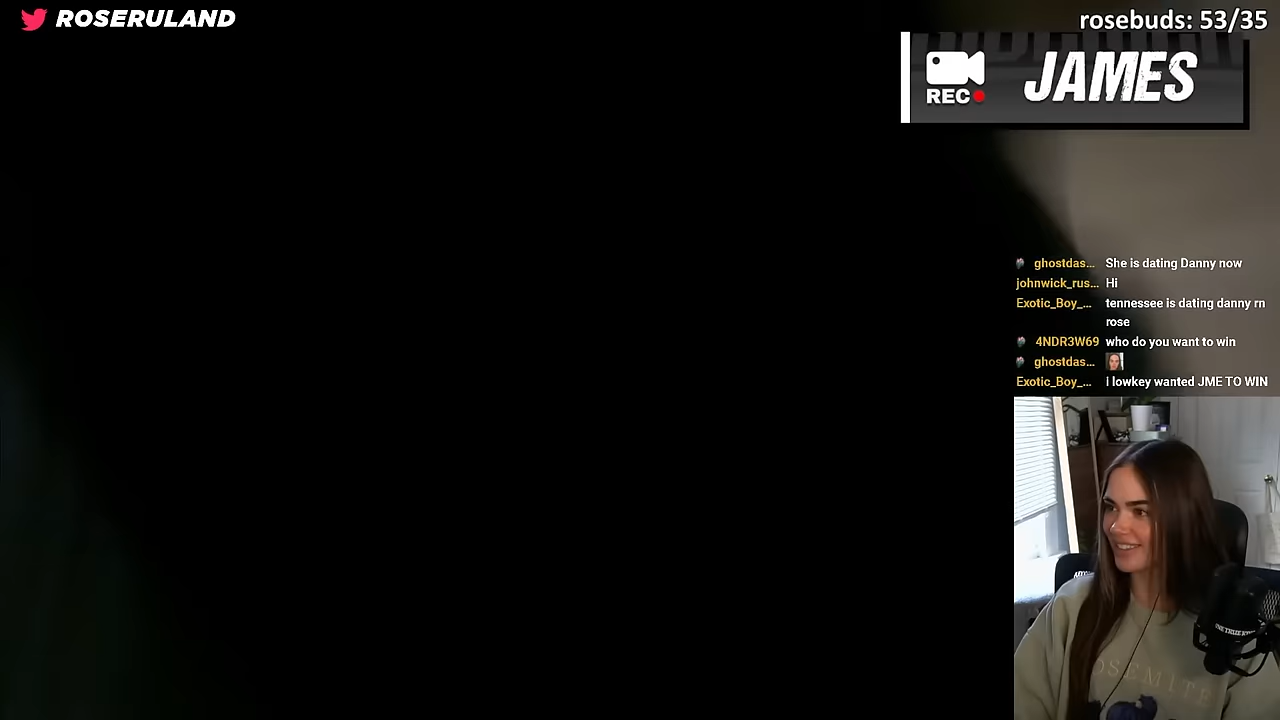 ROSERULAND
rosebuds: 53/35
REC
JAMES
ghostdas... She is dating Danny now
johnwick_rus... Hi
Exotic_Boy_... tennessee is dating danny rn
rose
4NDR3W69 who do you want to win
ghostdas...
Exotic_Boy_... i lowkey wanted JME TO WIN
OSEMITE